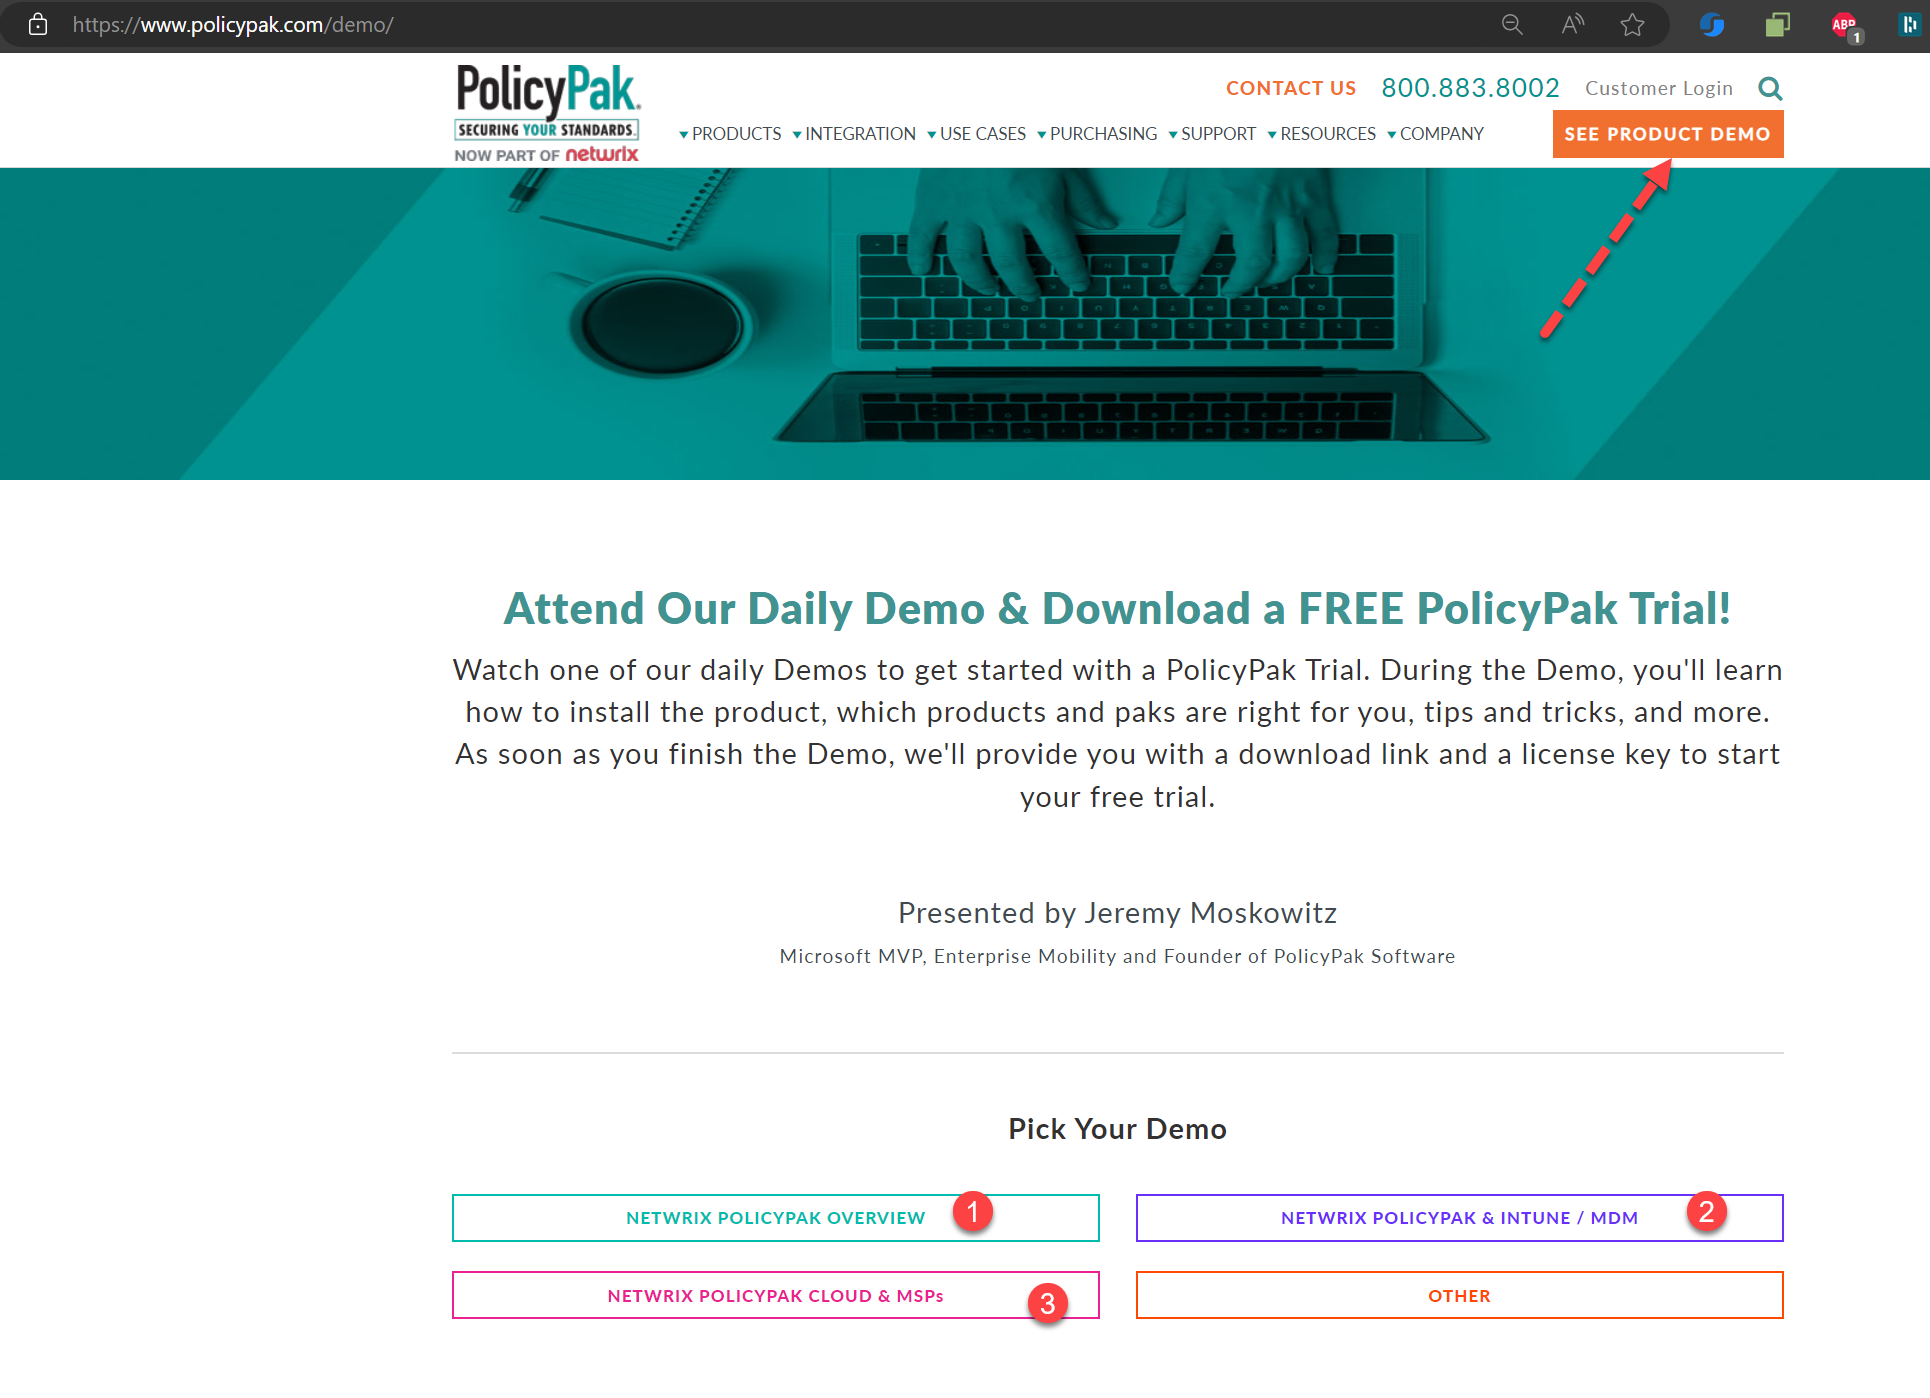 https://www.policypak.com/demo/
ABP
1
PolicyPak.
SECURING YOUR STANDARDS.
NOW PART OF netwrix
CONTACT US 800.883.8002 Customer Login
PRODUCTS INTEGRATION USE CASES PURCHASING SUPPORT RESOURCES COMPANY
SEE PRODUCT DEMO
Attend Our Daily Demo & Download a FREE PolicyPak Trial!
Watch one of our daily Demos to get started with a PolicyPak Trial. During the Demo, you'll learn
how to install the product, which products and paks are right for you, tips and tricks, and more.
As soon as you finish the Demo, we'll provide you with a download link and a license key to start
your free trial.
Presented by Jeremy Moskowitz
Microsoft MVP, Enterprise Mobility and Founder of PolicyPak Software
Pick Your Demo
NETWRIX POLICYPAK OVERVIEW 1
NETWRIX POLICYPAK & INTUNE / MDM 2
NETWRIX POLICYPAK CLOUD & MSPs 3
OTHER